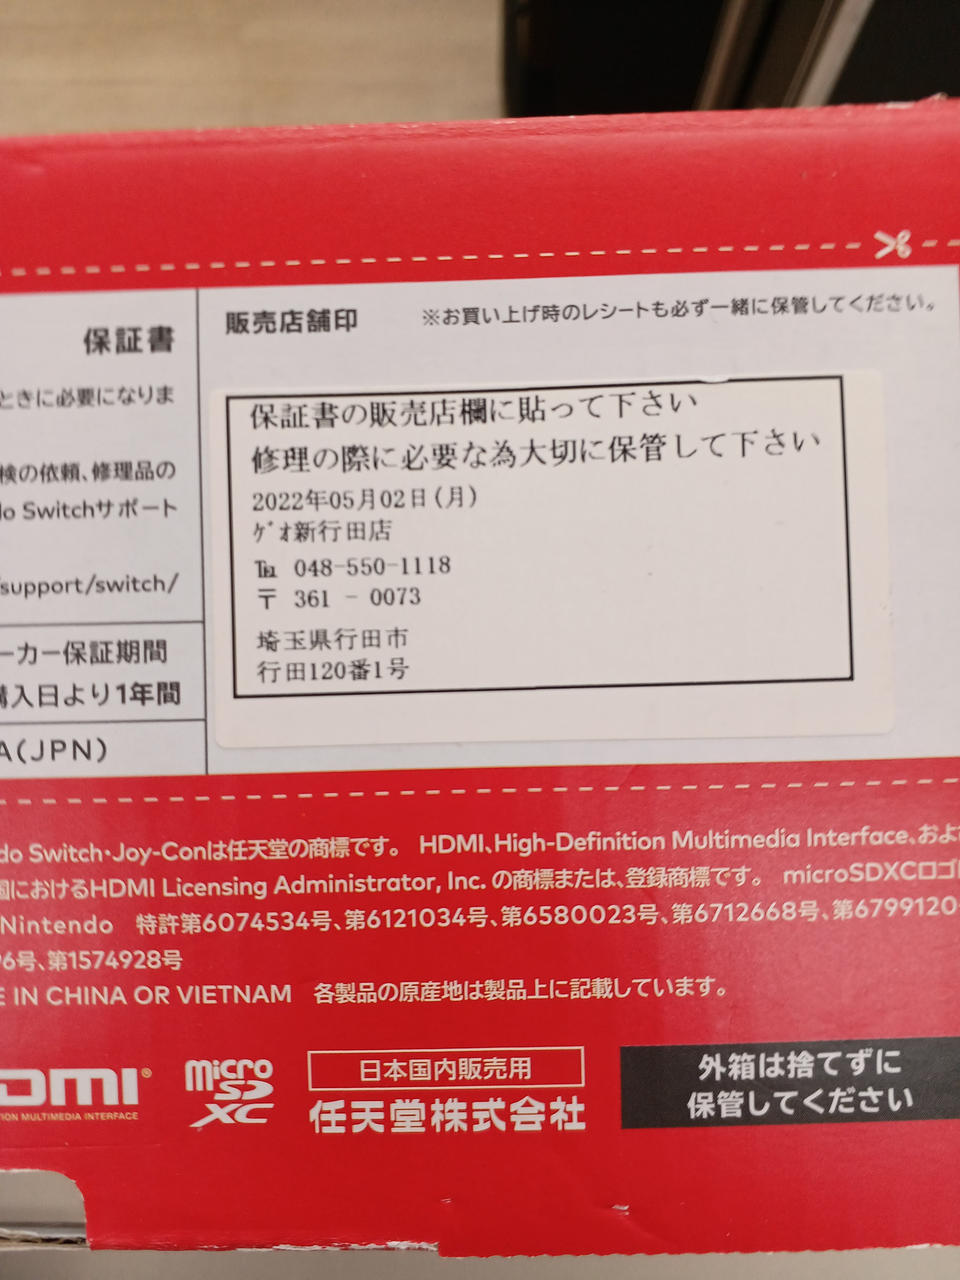 保証書
ときに必要になりま
検の依頼、修理品の
do Switchサポート
/support/switch/
ーカー保証期間
購入日より1年間
A(JPN)
販売店舗印
※お買い上げ時のレシートも必ず一緒に保管してください。
保証書の販売店欄に貼って下さい
修理の際に必要な為大切に保管して下さい
2022年05月02日(月)
ｹﾞｵ新行田店
℡ 048-550-1118
〒 361 - 0073
埼玉県行田市
行田120番1号
do Switch・Joy-Conは任天堂の商標です。 HDMI、High-Definition Multimedia Interface、およ
国におけるHDMI Licensing Administrator, Inc. の商標または、登録商標です。 microSDXCロゴ
Nintendo 特許第6074534号、第6121034号、第6580023号、第6712668号、第6799120
96号、第1574928号
E IN CHINA OR VIETNAM 各製品の原産地は製品上に記載しています。
DMI
TION MULTIMEDIA INTERFACE
micro
SD
XC
日本国内販売用
任天堂株式会社
外箱は捨てずに
保管してください